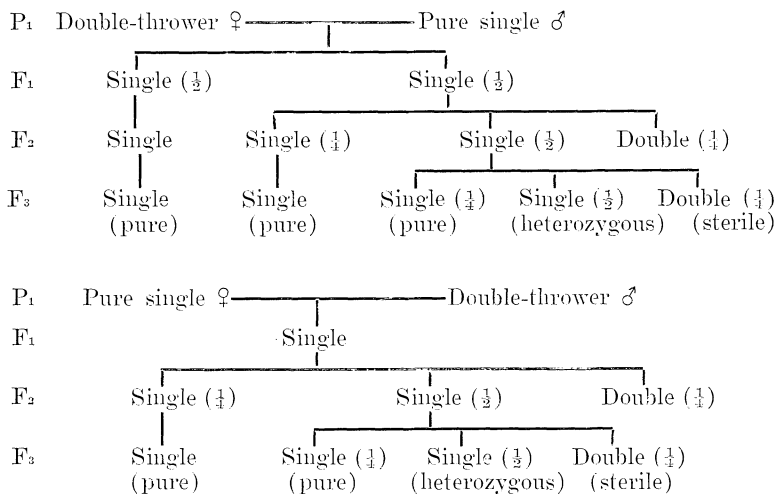 P₁ Double-thrower ♀ Pure single ♂
F₁ Single (½) Single (½)
F₂ Single Single (¼) Single (½) Double (¼)
F₃ Single Single Single (¼) Single (½) Double (¼)
(pure) (pure) (pure) (heterozygous) (sterile)
P₁ Pure single ♀ Double-thrower ♂
F₁ Single
F₂ Single (¼) Single (½) Double (¼)
F₃ Single Single (¼) Single (½) Double (¼)
(pure) (pure) (heterozygous) (sterile)